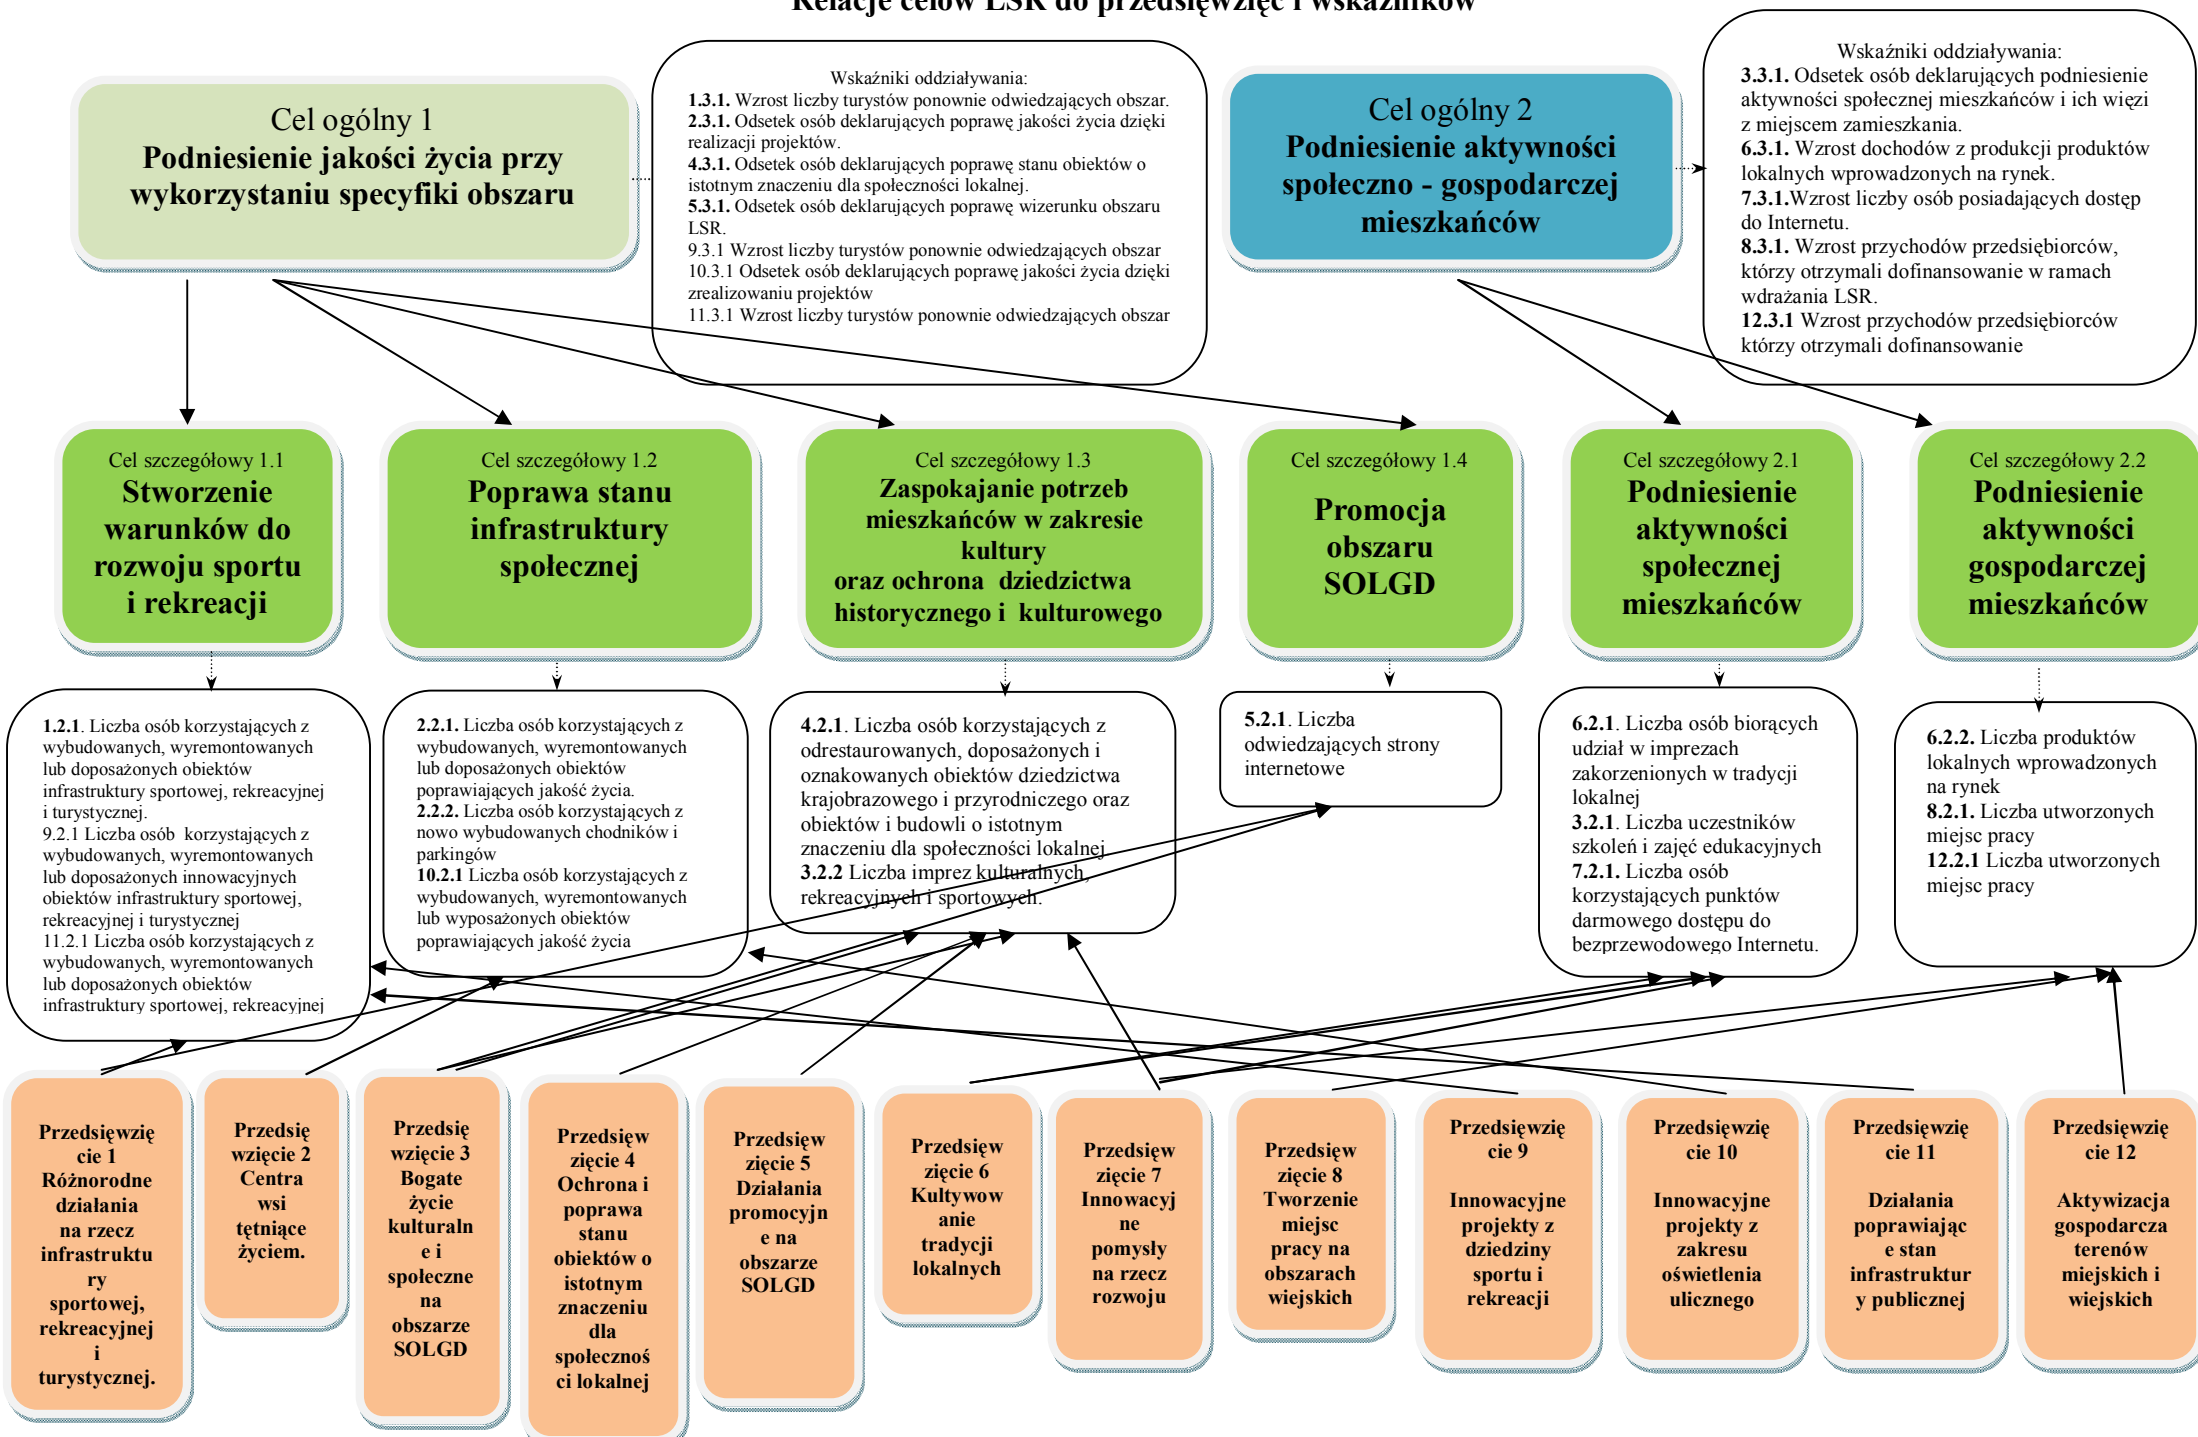 Relacje celów LSR do przedsięwzięć i wskaźników
Cel ogólny 1
Podniesienie jakości życia przy
wykorzystaniu specyfiki obszaru
Wskaźniki oddziaływania:
1.3.1. Wzrost liczby turystów ponownie odwiedzających obszar.
2.3.1. Odsetek osób deklarujących poprawę jakości życia dzięki
realizacji projektów.
4.3.1. Odsetek osób deklarujących poprawę stanu obiektów o
istotnym znaczeniu dla społeczności lokalnej.
5.3.1. Odsetek osób deklarujących poprawę wizerunku obszaru
LSR.
9.3.1 Wzrost liczby turystów ponownie odwiedzających obszar
10.3.1 Odsetek osób deklarujących poprawę jakości życia dzięki
zrealizowaniu projektów
11.3.1 Wzrost liczby turystów ponownie odwiedzających obszar
Cel ogólny 2
Podniesienie aktywności
społeczno - gospodarczej
mieszkańców
Wskaźniki oddziaływania:
3.3.1. Odsetek osób deklarujących podniesienie
aktywności społecznej mieszkańców i ich więzi
z miejscem zamieszkania.
6.3.1. Wzrost dochodów z produkcji produktów
lokalnych wprowadzonych na rynek.
7.3.1.Wzrost liczby osób posiadających dostęp
do Internetu.
8.3.1. Wzrost przychodów przedsiębiorców,
którzy otrzymali dofinansowanie w ramach
wdrażania LSR.
12.3.1 Wzrost przychodów przedsiębiorców
którzy otrzymali dofinansowanie
Cel szczegółowy 1.1
Stworzenie
warunków do
rozwoju sportu
i rekreacji
Cel szczegółowy 1.2
Poprawa stanu
infrastruktury
społecznej
Cel szczegółowy 1.3
Zaspokajanie potrzeb
mieszkańców w zakresie
kultury
oraz ochrona dziedzictwa
historycznego i kulturowego
Cel szczegółowy 1.4
Promocja
obszaru
SOLGD
Cel szczegółowy 2.1
Podniesienie
aktywności
społecznej
mieszkańców
Cel szczegółowy 2.2
Podniesienie
aktywności
gospodarczej
mieszkańców
1.2.1. Liczba osób korzystających z
wybudowanych, wyremontowanych
lub doposażonych obiektów
infrastruktury sportowej, rekreacyjnej
i turystycznej.
9.2.1 Liczba osób korzystających z
wybudowanych, wyremontowanych
lub doposażonych innowacyjnych
obiektów infrastruktury sportowej,
rekreacyjnej i turystycznej
11.2.1 Liczba osób korzystających z
wybudowanych, wyremontowanych
lub doposażonych obiektów
infrastruktury sportowej, rekreacyjnej
2.2.1. Liczba osób korzystających z
wybudowanych, wyremontowanych
lub doposażonych obiektów
poprawiających jakość życia.
2.2.2. Liczba osób korzystających z
nowo wybudowanych chodników i
parkingów
10.2.1 Liczba osób korzystających z
wybudowanych, wyremontowanych
lub wyposażonych obiektów
poprawiających jakość życia
4.2.1. Liczba osób korzystających z
odrestaurowanych, doposażonych i
oznakowanych obiektów dziedzictwa
krajobrazowego i przyrodniczego oraz
obiektów i budowli o istotnym
znaczeniu dla społeczności lokalnej
3.2.2 Liczba imprez kulturalnych,
rekreacyjnych i sportowych.
5.2.1. Liczba
odwiedzających strony
internetowe
6.2.1. Liczba osób biorących
udział w imprezach
zakorzenionych w tradycji
lokalnej
3.2.1. Liczba uczestników
szkoleń i zajęć edukacyjnych
7.2.1. Liczba osób
korzystających punktów
darmowego dostępu do
bezprzewodowego Internetu.
6.2.2. Liczba produktów
lokalnych wprowadzonych
na rynek
8.2.1. Liczba utworzonych
miejsc pracy
12.2.1 Liczba utworzonych
miejsc pracy
Przedsięwzię
cie 1
Różnorodne
działania
na rzecz
infrastruktu
ry
sportowej,
rekreacyjnej
i
turystycznej.
Przedsię
wzięcie 2
Centra
wsi
tętniące
życiem.
Przedsię
wzięcie 3
Bogate
życie
kulturaln
e i
społeczne
na
obszarze
SOLGD
Przedsięw
zięcie 4
Ochrona i
poprawa
stanu
obiektów o
istotnym
znaczeniu
dla
społecznoś
ci lokalnej
Przedsięw
zięcie 5
Działania
promocyjn
e na
obszarze
SOLGD
Przedsięw
zięcie 6
Kultywow
anie
tradycji
lokalnych
Przedsięw
zięcie 7
Innowacyj
ne
pomysły
na rzecz
rozwoju
Przedsięw
zięcie 8
Tworzenie
miejsc
pracy na
obszarach
wiejskich
Przedsięwzię
cie 9
Innowacyjne
projekty z
dziedziny
sportu i
rekreacji
Przedsięwzię
cie 10
Innowacyjne
projekty z
zakresu
oświetlenia
ulicznego
Przedsięwzię
cie 11
Działania
poprawiając
e stan
infrastruktur
y publicznej
Przedsięwzię
cie 12
Aktywizacja
gospodarcza
terenów
miejskich i
wiejskich